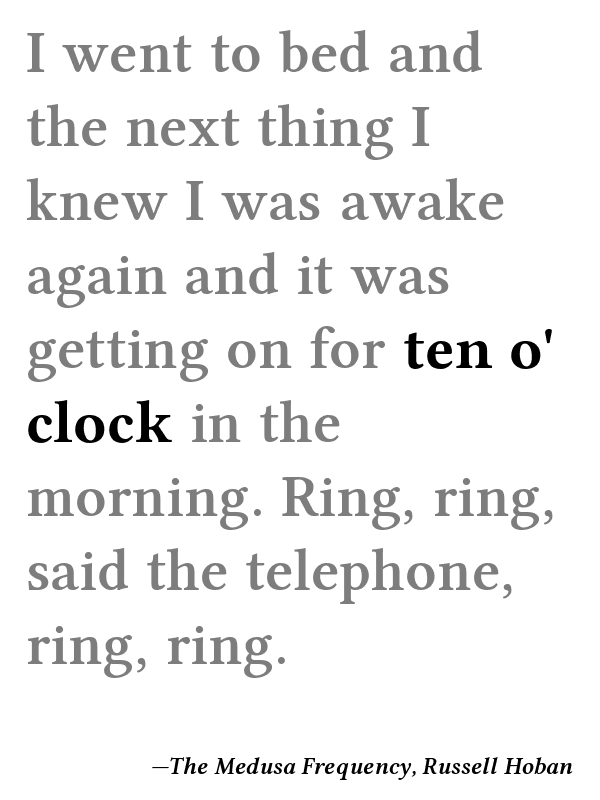 I went to bed and
the next thing I
knew I was awake
again and it was
getting on for ten o'
clock in the
morning. Ring, ring,
said the telephone,
ring, ring.
—The Medusa Frequency, Russell Hoban